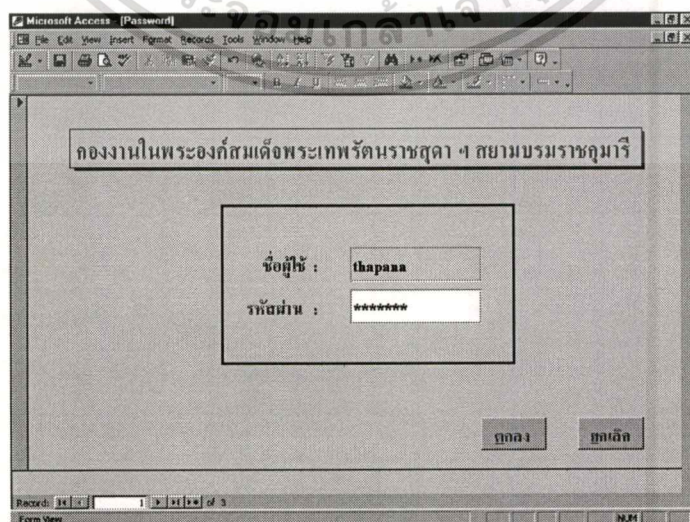 Microsoft Access - [Password]
File Edit View Insert Format Records Tools Window Help
กองงานในพระองค์สมเด็จพระเทพรัตนราชสุดา ฯ สยามบรมราชกุมารี
ชื่อผู้ใช้ : thapana
รหัสผ่าน : *******
ตกลง ยกเลิก
Record: 1 of 3
Form View NUM